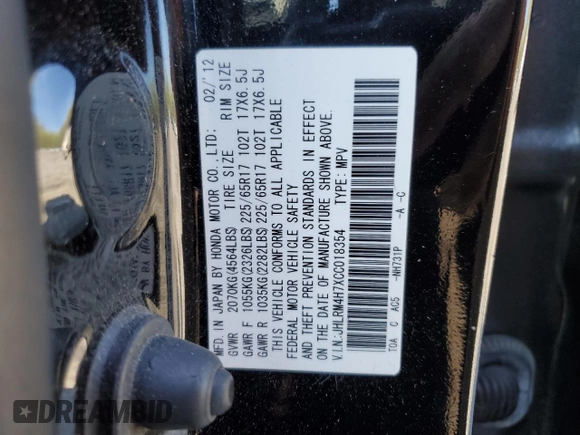 MFD. IN JAPAN BY HONDA MOTOR CO., LTD: 02/'12
GVWR 2070KG(4564LBS) TIRE SIZE RIM SIZE
GAWR F 1055KG(2326LBS) 225/65R17 102T 17X6.5J
GAWR R 1035KG(2282LBS) 225/65R17 102T 17X6.5J
THIS VEHICLE CONFORMS TO ALL APPLICABLE
FEDERAL MOTOR VEHICLE SAFETY
AND THEFT PREVENTION STANDARDS IN EFFECT
ON THE DATE OF MANUFACTURE SHOWN ABOVE.
V.I.N:JHLRM4H7XCC018354 TYPE: MPV
TOA C AC5 -NH731P -A -C
DREAMBID